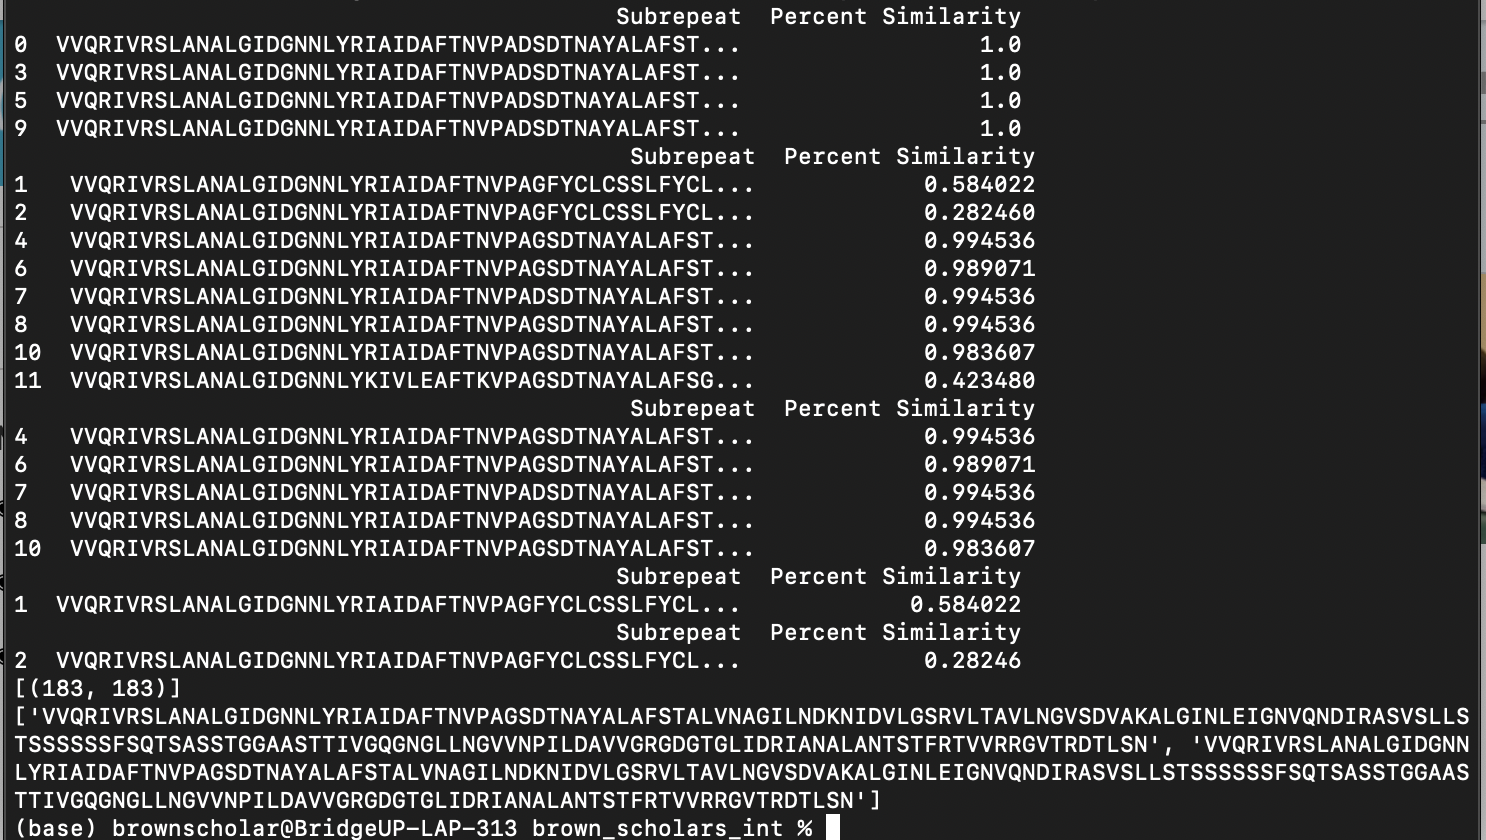 Subrepeat  Percent Similarity
0  VVQRIVRSLANALGIDGNNLYRIAIDAFTNVPADSDTNAYALAFST...                 1.0
3  VVQRIVRSLANALGIDGNNLYRIAIDAFTNVPADSDTNAYALAFST...                 1.0
5  VVQRIVRSLANALGIDGNNLYRIAIDAFTNVPADSDTNAYALAFST...                 1.0
9  VVQRIVRSLANALGIDGNNLYRIAIDAFTNVPADSDTNAYALAFST...                 1.0
Subrepeat  Percent Similarity
1   VVQRIVRSLANALGIDGNNLYRIAIDAFTNVPAGFYCLCSSLFYCL...            0.584022
2   VVQRIVRSLANALGIDGNNLYRIAIDAFTNVPAGFYCLCSSLFYCL...            0.282460
4   VVQRIVRSLANALGIDGNNLYRIAIDAFTNVPAGSDTNAYALAFST...            0.994536
6   VVQRIVRSLANALGIDGNNLYRIAIDAFTNVPAGSDTNAYALAFST...            0.989071
7   VVQRIVRSLANALGIDGNNLYRIAIDAFTNVPADSDTNAYALAFST...            0.994536
8   VVQRIVRSLANALGIDGNNLYRIAIDAFTNVPAGSDTNAYALAFST...            0.994536
10  VVQRIVRSLANALGIDGNNLYRIAIDAFTNVPAGSDTNAYALAFST...            0.983607
11  VVQRIVRSLANALGIDGNNLYKIVLEAFTKVPAGSDTNAYALAFSG...            0.423480
Subrepeat  Percent Similarity
4   VVQRIVRSLANALGIDGNNLYRIAIDAFTNVPAGSDTNAYALAFST...            0.994536
6   VVQRIVRSLANALGIDGNNLYRIAIDAFTNVPAGSDTNAYALAFST...            0.989071
7   VVQRIVRSLANALGIDGNNLYRIAIDAFTNVPADSDTNAYALAFST...            0.994536
8   VVQRIVRSLANALGIDGNNLYRIAIDAFTNVPAGSDTNAYALAFST...            0.994536
10  VVQRIVRSLANALGIDGNNLYRIAIDAFTNVPAGSDTNAYALAFST...            0.983607
Subrepeat  Percent Similarity
1  VVQRIVRSLANALGIDGNNLYRIAIDAFTNVPAGFYCLCSSLFYCL...            0.584022
Subrepeat  Percent Similarity
2  VVQRIVRSLANALGIDGNNLYRIAIDAFTNVPAGFYCLCSSLFYCL...             0.28246
[(183, 183)]
['VVQRIVRSLANALGIDGNNLYRIAIDAFTNVPAGSDTNAYALAFSTALVNAGILNDKNIDVLGSRVLTAVLNGVSDVAKALGINLEIGNVQNDIRASVSLLS
TSSSSSSFSQTSASSTGGAASTTIVGQGNGLLNGVVNPILDAVVGRGDGTGLIDRIANALANTSTFRTVVRRGVTRDTLSN', 'VVQRIVRSLANALGIDGNN
LYRIAIDAFTNVPAGSDTNAYALAFSTALVNAGILNDKNIDVLGSRVLTAVLNGVSDVAKALGINLEIGNVQNDIRASVSLLSTSSSSSSFSQTSASSTGGAAS
TTIVGQGNGLLNGVVNPILDAVVGRGDGTGLIDRIANALANTSTFRTVVRRGVTRDTLSN']
(base) brownscholar@BridgeUP-LAP-313 brown_scholars_int %